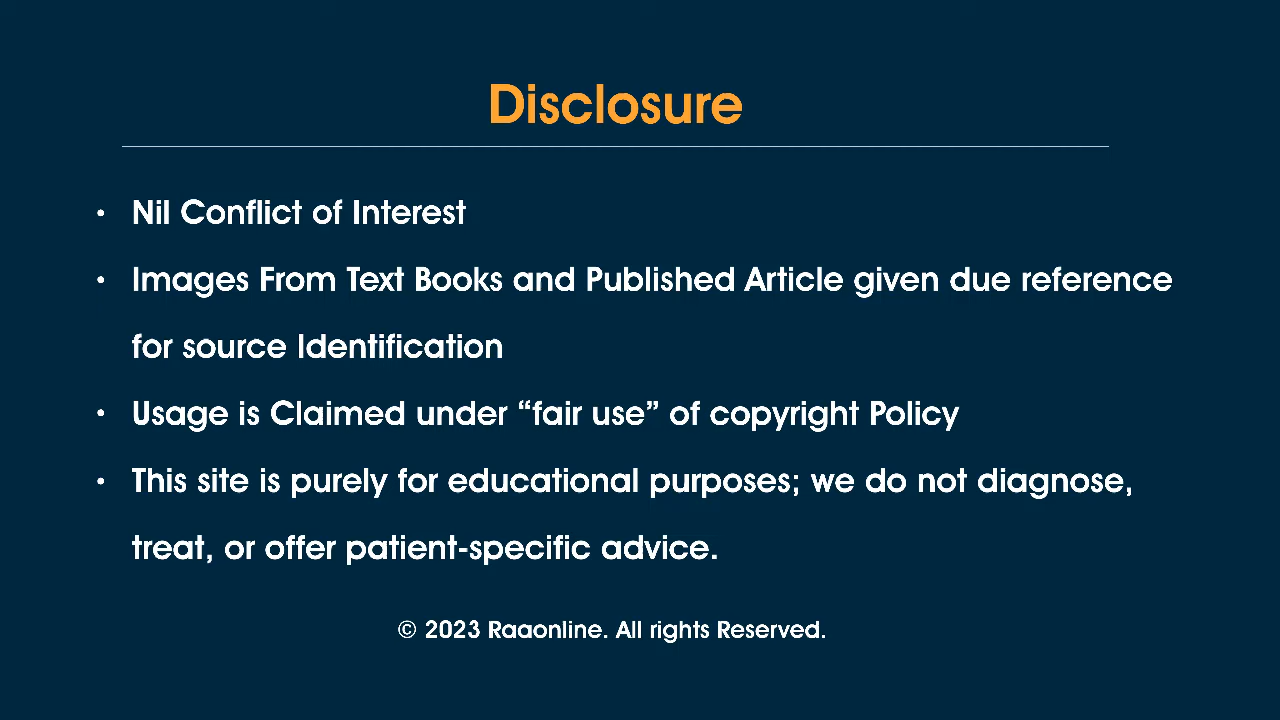 Disclosure
• Nil Conflict of Interest
• Images From Text Books and Published Article given due reference
for source Identification
• Usage is Claimed under “fair use” of copyright Policy
• This site is purely for educational purposes; we do not diagnose,
treat, or offer patient-specific advice.
© 2023 Raaonline. All rights Reserved.